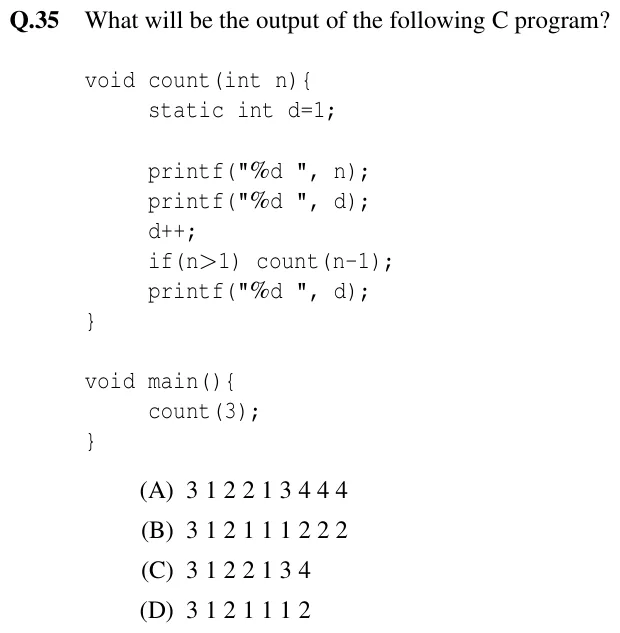 Q.35 What will be the output of the following C program?
void count(int n){
static int d=1;
printf("%d ", n);
printf("%d ", d);
d++;
if(n>1) count(n-1);
printf("%d ", d);
}
void main(){
count(3);
}
(A) 3 1 2 2 1 3 4 4 4
(B) 3 1 2 1 1 1 2 2 2
(C) 3 1 2 2 1 3 4
(D) 3 1 2 1 1 1 2